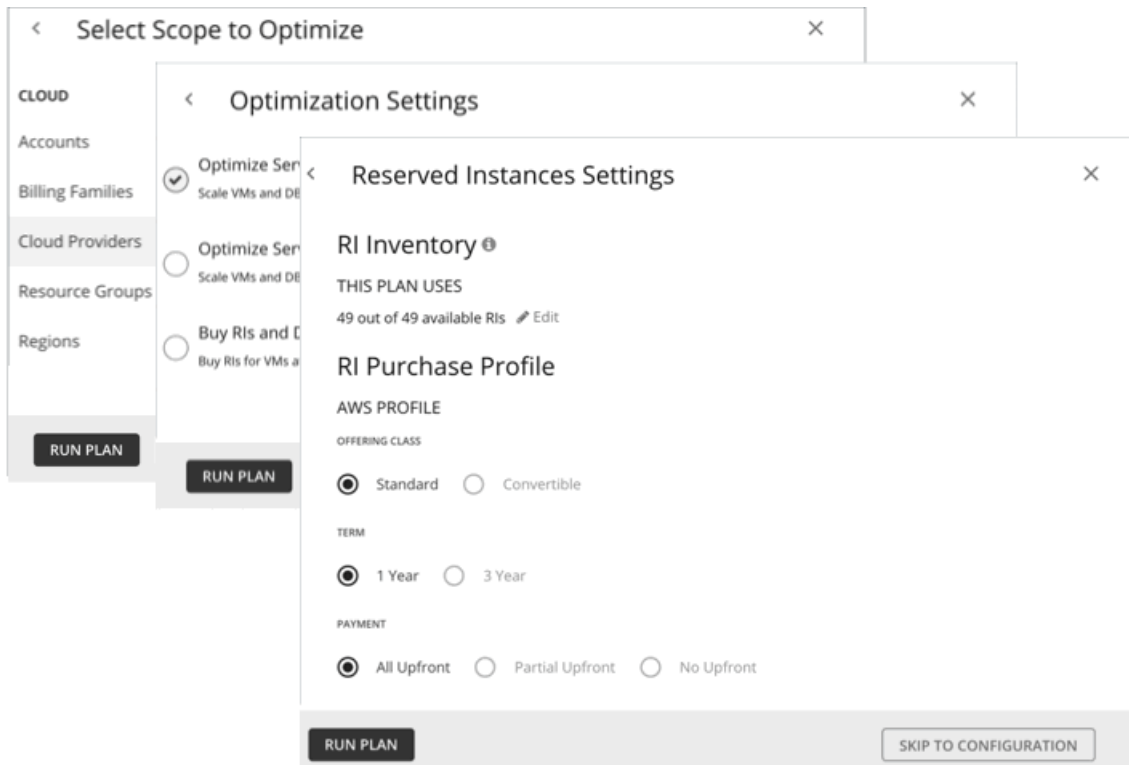 Select Scope to Optimize
CLOUD
Accounts
Billing Families
Cloud Providers
Resource Groups
Regions
RUN PLAN
Optimization Settings
Optimize Ser
Scale VMs and DB
Optimize Ser
Scale VMs and DB
Buy RIs and D
Buy RIs for VMs a
RUN PLAN
Reserved Instances Settings
RI Inventory
THIS PLAN USES
49 out of 49 available RIs Edit
RI Purchase Profile
AWS PROFILE
OFFERING CLASS
Standard Convertible
TERM
1 Year 3 Year
PAYMENT
All Upfront Partial Upfront No Upfront
RUN PLAN SKIP TO CONFIGURATION